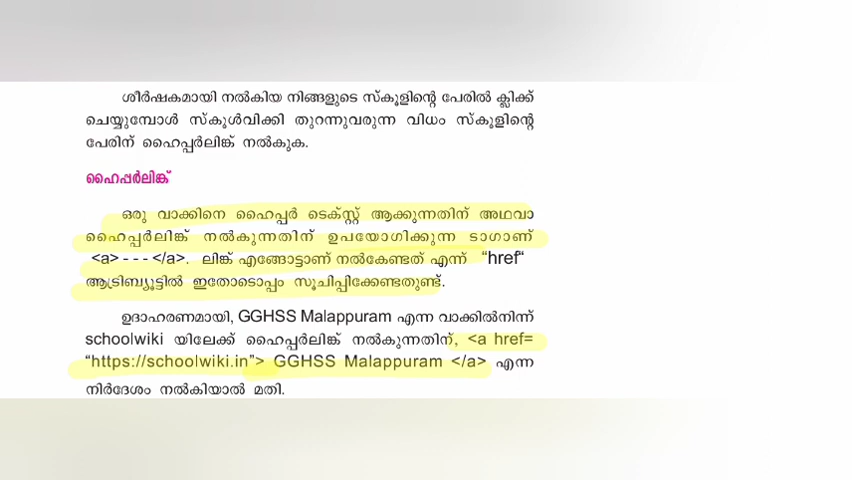 ശീർഷകമായി നൽകിയ നിങ്ങളുടെ സ്കൂളിന്റെ പേരിൽ ക്ലിക്ക്
ചെയ്യുമ്പോൾ സ്കൂൾവിക്കി തുറന്നുവരുന്ന വിധം സ്കൂളിന്റെ
പേരിന് ഹൈപ്പർലിങ്ക് നൽകുക.
ഹൈപ്പർലിങ്ക്
ഒരു വാക്കിനെ ഹൈപ്പർ ടെക്സ്റ്റ് ആക്കുന്നതിന് അഥവാ
ഹൈപ്പർലിങ്ക് നൽകുന്നതിന് ഉപയോഗിക്കുന്ന ടാഗാണ്
<a> - - - </a>. ലിങ്ക് എങ്ങോട്ടാണ് നൽകേണ്ടത് എന്ന് “href“
ആട്രിബ്യൂട്ടിൽ ഇതോടൊപ്പം സൂചിപ്പിക്കേണ്ടതുണ്ട്.
ഉദാഹരണമായി, GGHSS Malappuram എന്ന വാക്കിൽനിന്ന്
schoolwiki യിലേക്ക് ഹൈപ്പർലിങ്ക് നൽകുന്നതിന്, <a href=
“https://schoolwiki.in”> GGHSS Malappuram </a> എന്ന
നിർദേശം നൽകിയാൽ മതി.